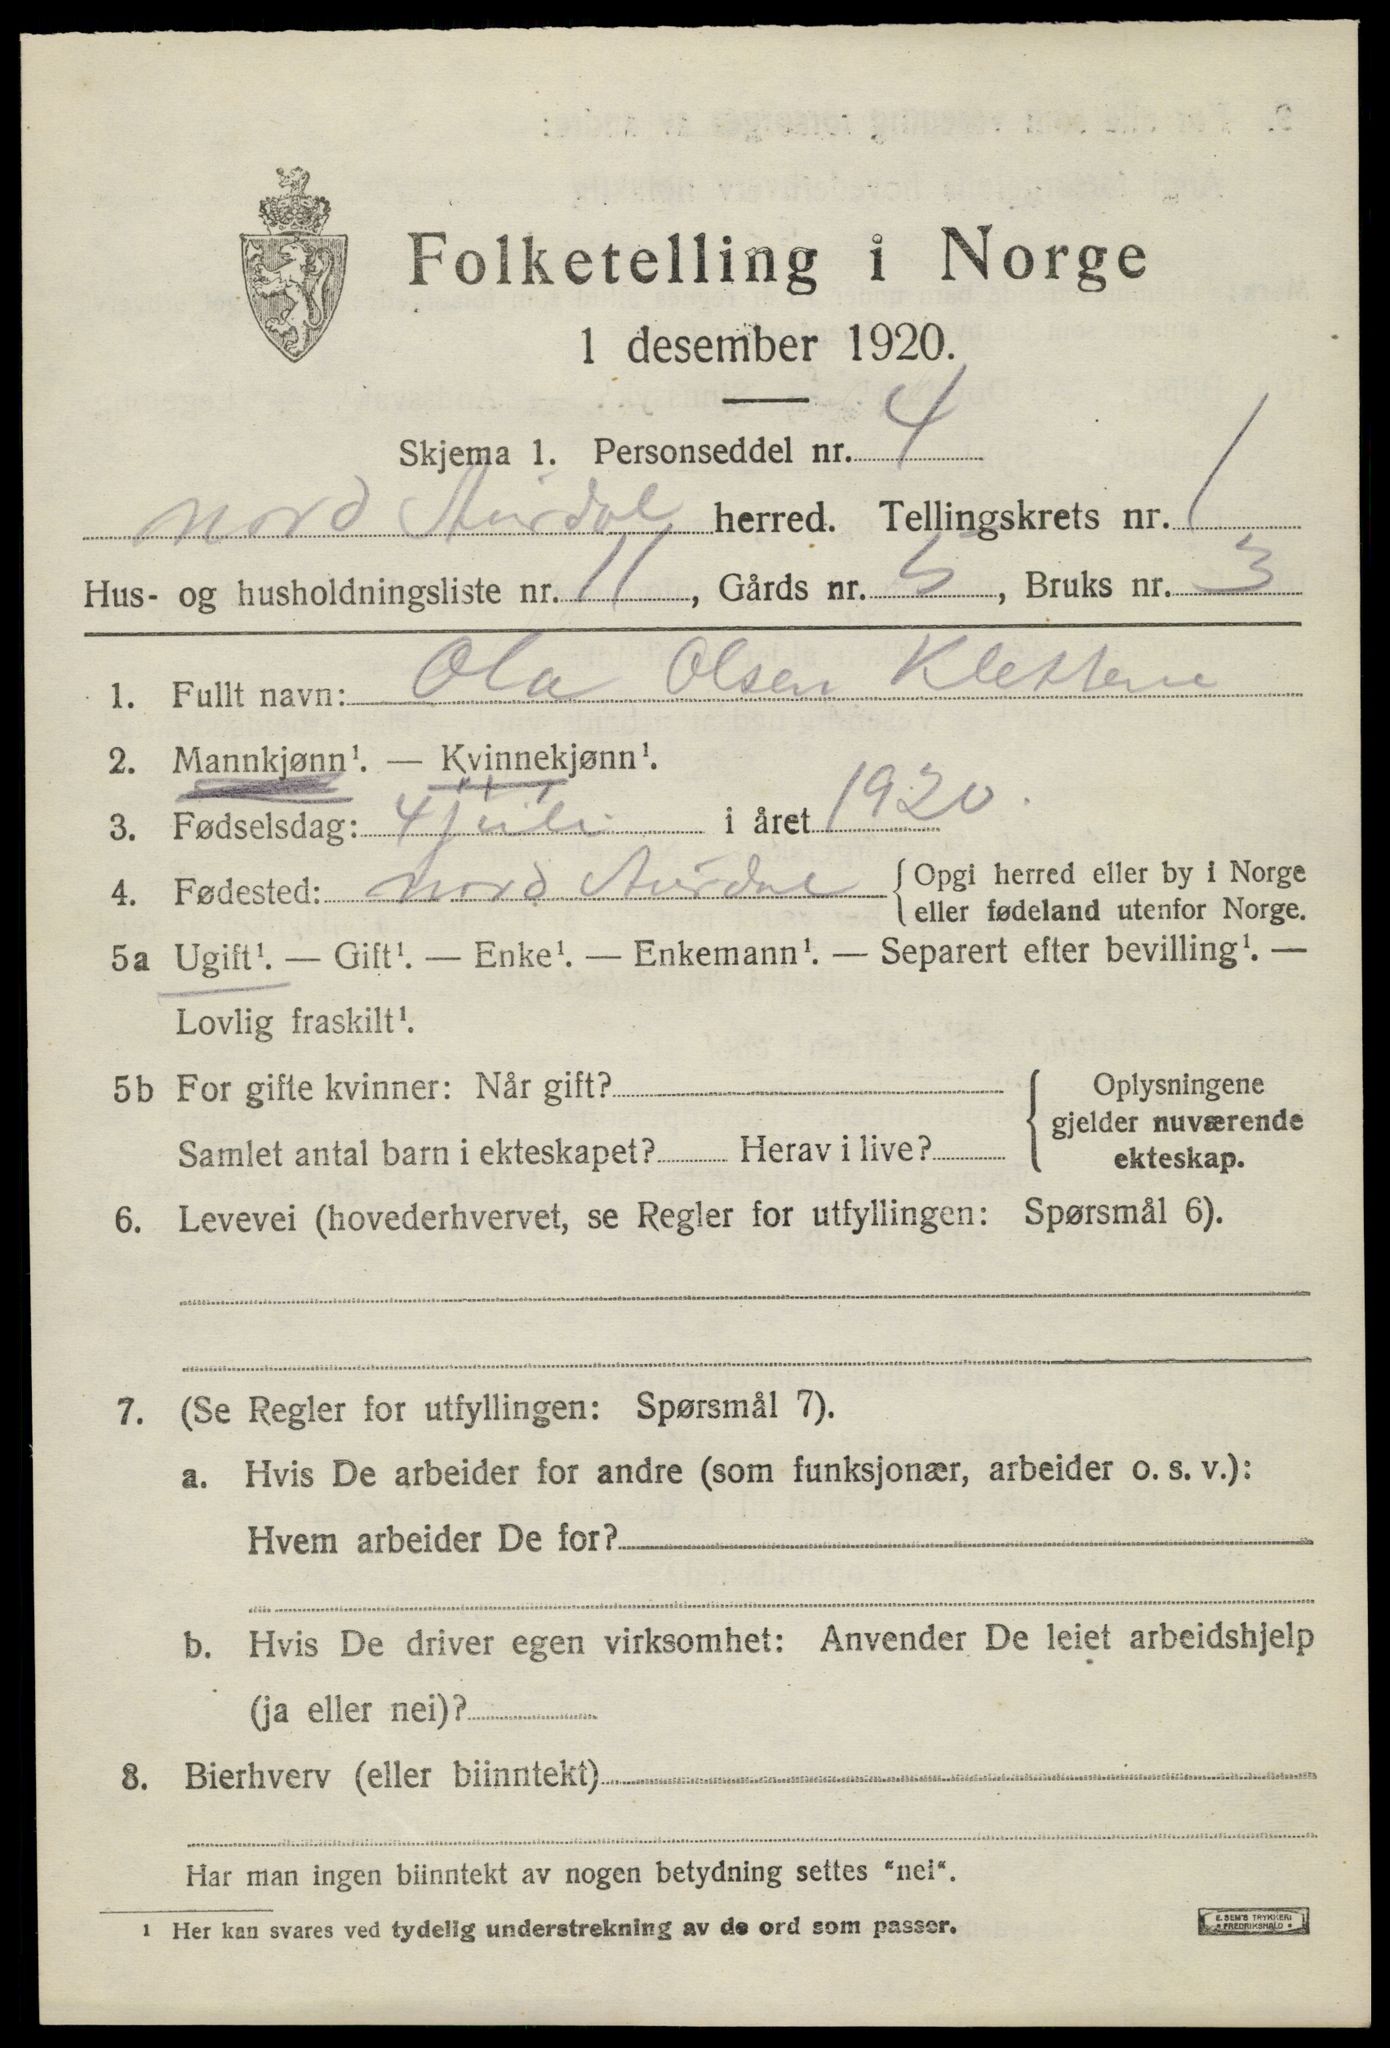 Folketelling i Norge
1 desember 1920.
Skjema 1. Personseddel nr. 4
Nord Aurdal herred. Tellingskrets nr. 1
Hus- og husholdningsliste nr. 11, Gårds nr. 5, Bruks nr. 3
1. Fullt navn: Ola Olsen Klettene
2. Mannkjønn¹. — Kvinnekjønn¹.
3. Fødselsdag: 4 juli i året 1920.
4. Fødested: Nord Aurdal { Opgi herred eller by i Norge
eller fødeland utenfor Norge.
5a Ugift¹. — Gift¹. — Enke¹. — Enkemann¹. — Separert efter bevilling¹. —
Lovlig fraskilt¹.
5b For gifte kvinner: Når gift? { Oplysningene
gjelder nuværende
Samlet antal barn i ekteskapet? Herav i live? ekteskap.
6. Levevei (hovederhvervet, se Regler for utfyllingen: Spørsmål 6).
7. (Se Regler for utfyllingen: Spørsmål 7).
a. Hvis De arbeider for andre (som funksjonær, arbeider o. s. v.):
Hvem arbeider De for?
b. Hvis De driver egen virksomhet: Anvender De leiet arbeidshjelp
(ja eller nei)?
8. Bierhverv (eller biinntekt)
Har man ingen biinntekt av nogen betydning settes "nei".
¹ Her kan svares ved tydelig understrekning av de ord som passer.
E. SEM'S TRYKKERI
* FREDRIKSHALD *